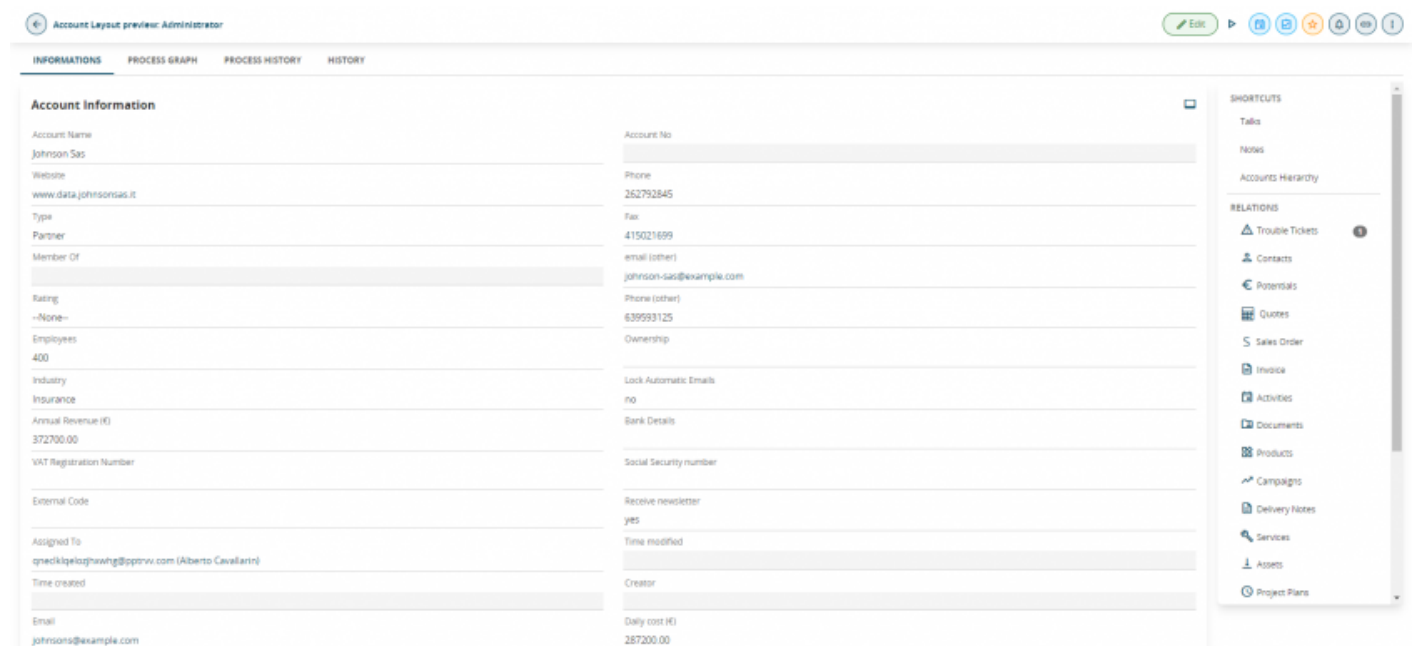 Account Layout preview: Administrator
Edit
INFORMATIONS PROCESS GRAPH PROCESS HISTORY HISTORY
Account Information
Account Name Account No
Johnson Sas
Website Phone
www.data.johnsonsas.it 262792845
Type Fax
Partner 415021699
Member Of email (other)
johnson-sas@example.com
Rating Phone (other)
--None-- 639593125
Employees Ownership
400
Industry Lock Automatic Emails
Insurance no
Annual Revenue (€) Bank Details
372700.00
VAT Registration Number Social Security number
External Code Receive newsletter
yes
Assigned To Time modified
(Alberto Cavallarin)
Time created Creator
Email Daily cost (€)
johnsons@example.com 287200.00
SHORTCUTS
Talks
Notes
Accounts Hierarchy
RELATIONS
Trouble Tickets 1
Contacts
Potentials
Quotes
Sales Order
Invoice
Activities
Documents
Products
Campaigns
Delivery Notes
Services
Assets
Project Plans